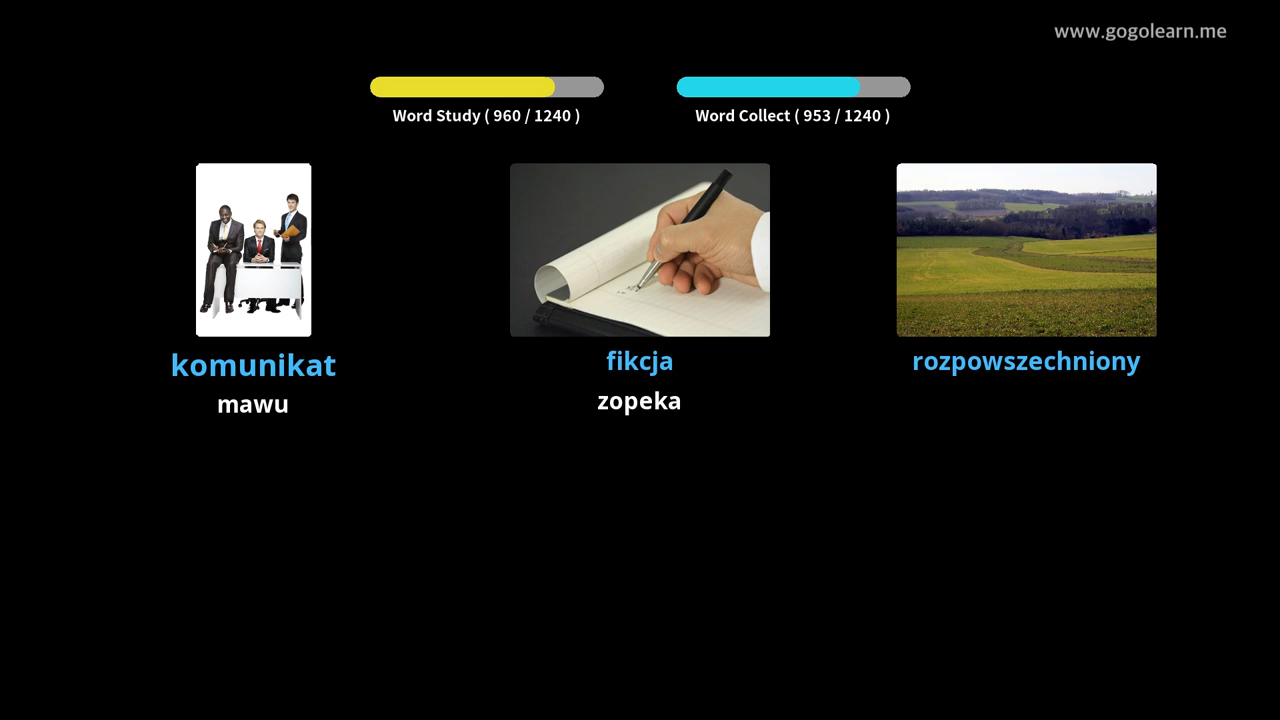 www.gogolearn.me
Word Study ( 960 / 1240 )
Word Collect ( 953 / 1240 )
komunikat
mawu
fikcja
zopeka
rozpowszechniony